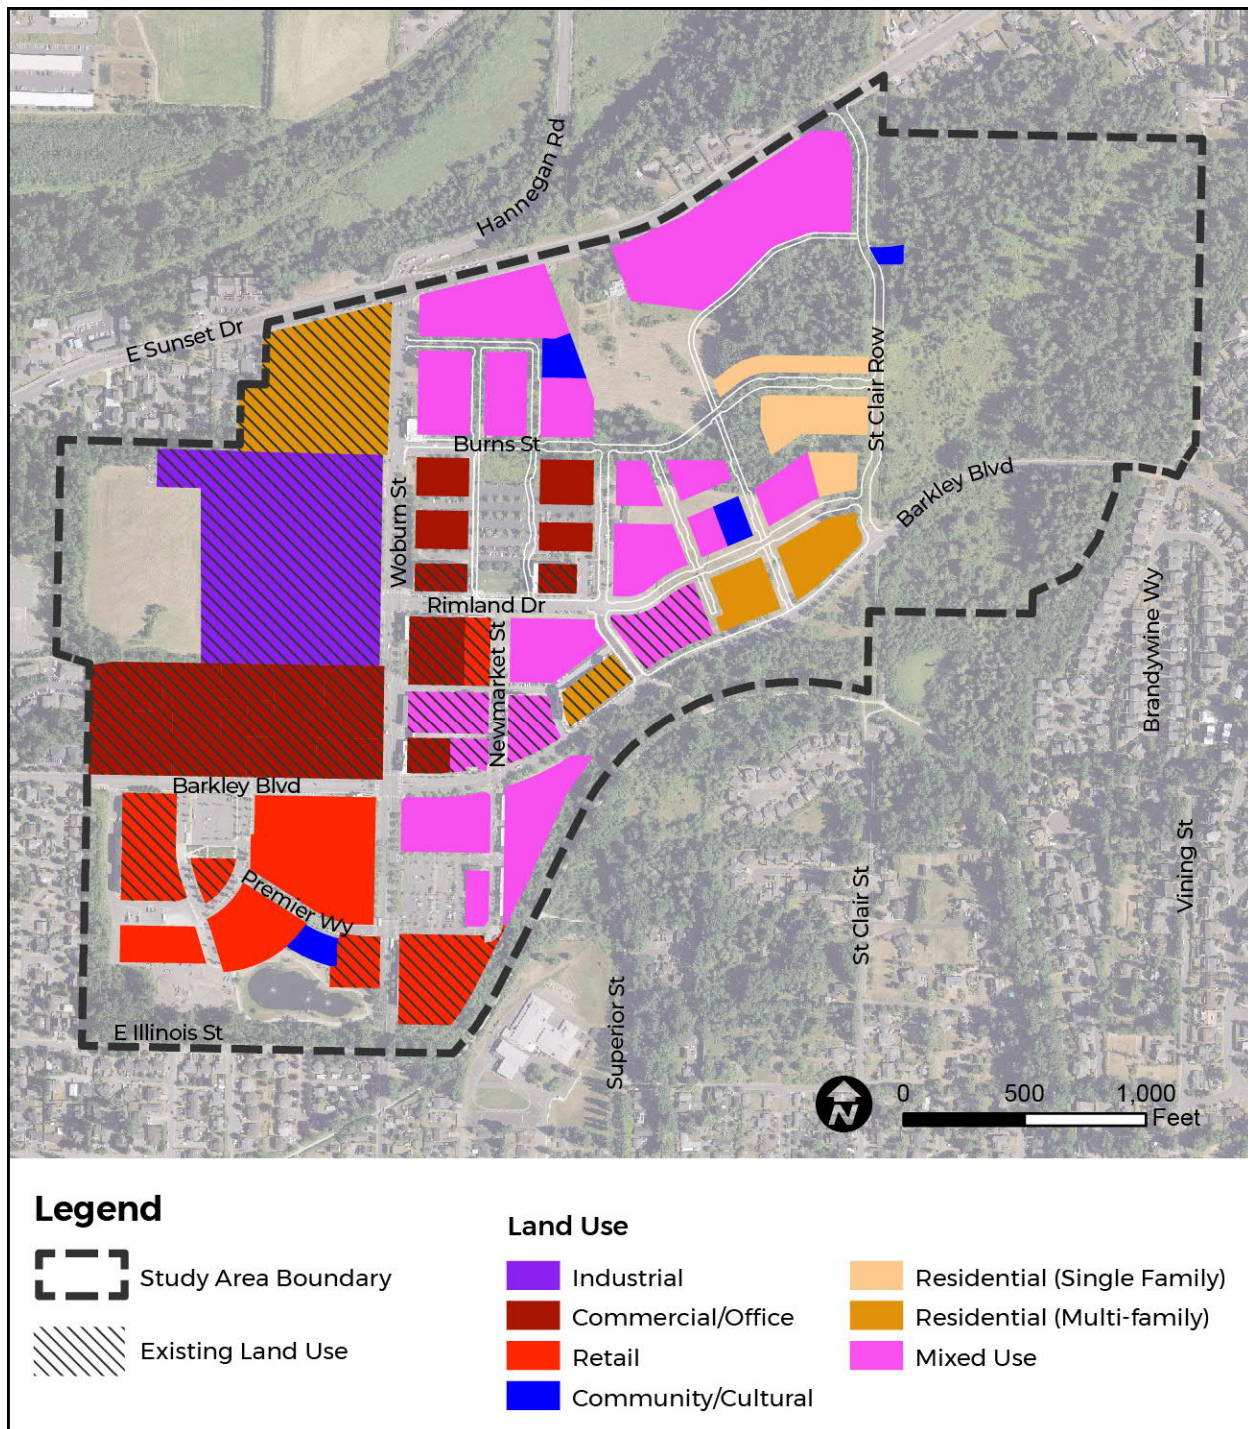 Hannegan Rd
E Sunset Dr
St Clair Row
Burns St
Woburn St
Barkley Blvd
Rimland Dr
Newmarket St
Brandywine Wy
Barkley Blvd
Premier Wy
Vining St
St Clair St
Superior St
E Illinois St
N
0 500 1,000
Feet
Legend
Study Area Boundary
Existing Land Use
Land Use
Industrial
Commercial/Office
Retail
Community/Cultural
Residential (Single Family)
Residential (Multi-family)
Mixed Use